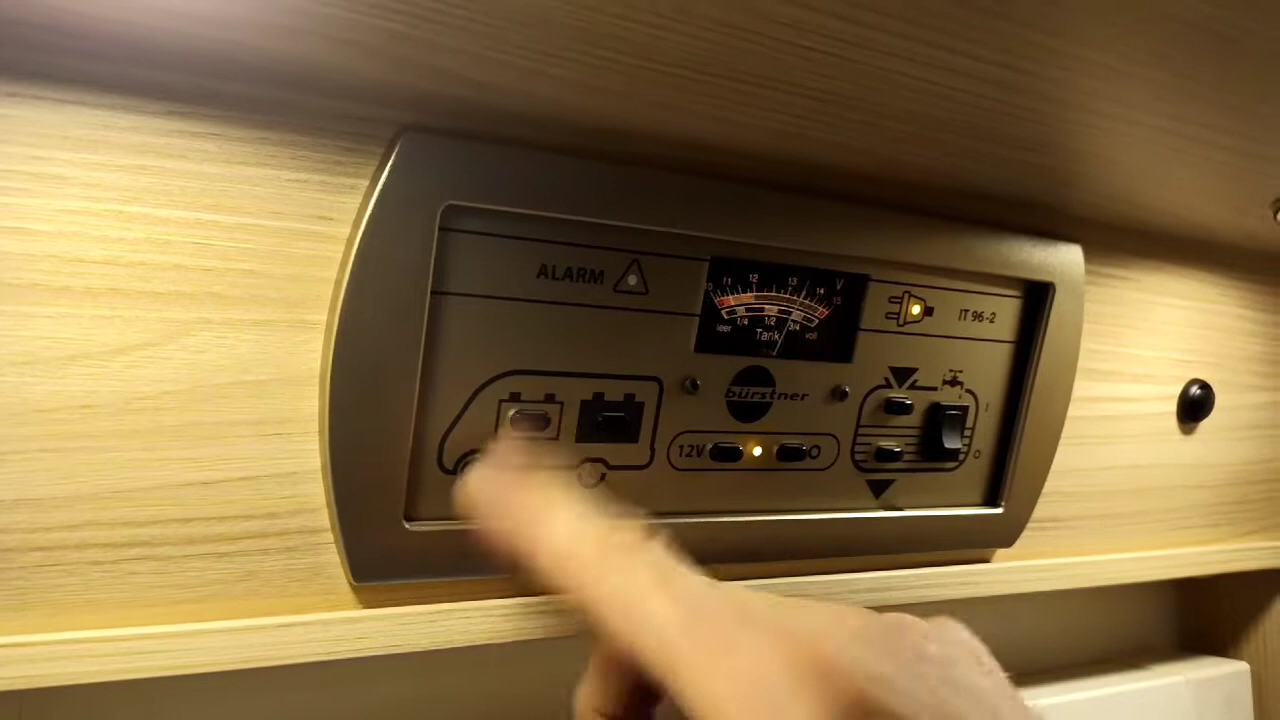 ALARM
0 11 12 13 14 15 V
leer 1/4 1/2 3/4 voll
Tank
IT 96-2
bürstner
12V O
I
O